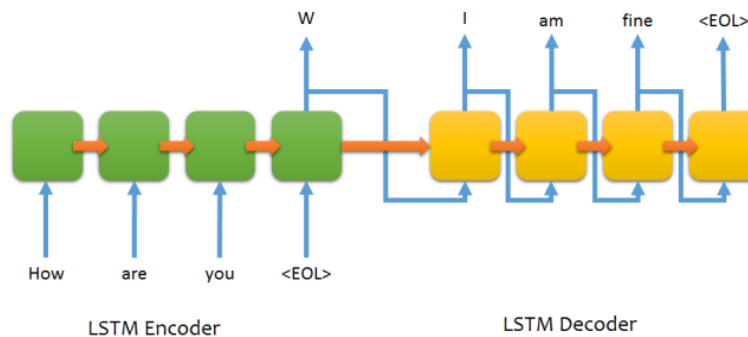 W I am fine <EOL>
How are you <EOL>
LSTM Encoder LSTM Decoder